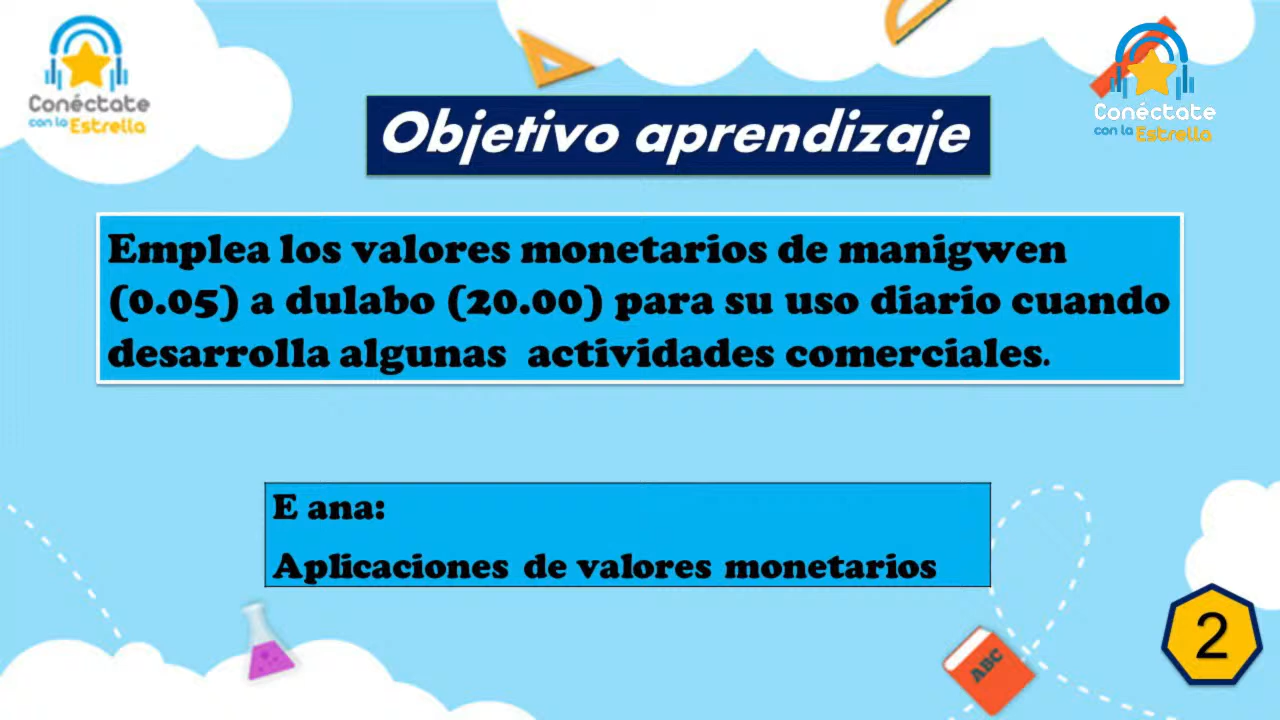 Conéctate
con la Estrella
Conéctate
con la Estrella
Objetivo aprendizaje
Emplea los valores monetarios de manigwen
(0.05) a dulabo (20.00) para su uso diario cuando
desarrolla algunas actividades comerciales.
E ana:
Aplicaciones de valores monetarios
ABC
2